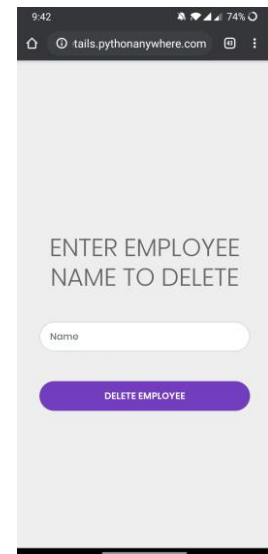 9:42
74%
tails.pythonanywhere.com
ENTER EMPLOYEE
NAME TO DELETE
Name
DELETE EMPLOYEE